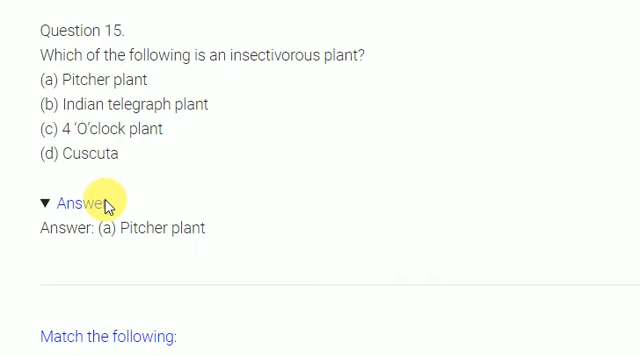 Question 15.
Which of the following is an insectivorous plant?
(a) Pitcher plant
(b) Indian telegraph plant
(c) 4 ‘O’clock plant
(d) Cuscuta
▼ Answer
Answer: (a) Pitcher plant
Match the following: